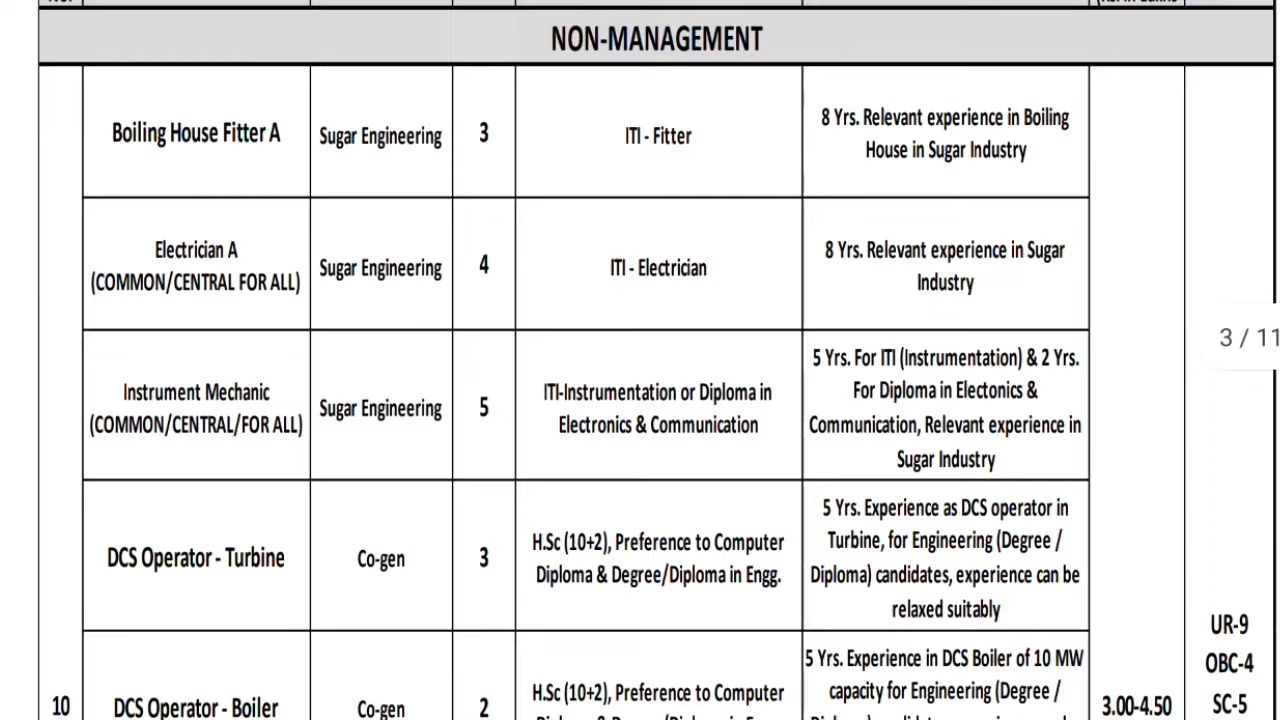 NON-MANAGEMENT
Boiling House Fitter A
Sugar Engineering
3
ITI - Fitter
8 Yrs. Relevant experience in Boiling
House in Sugar Industry
Electrician A
(COMMON/CENTRAL FOR ALL)
Sugar Engineering
4
ITI - Electrician
8 Yrs. Relevant experience in Sugar
Industry
3 / 11
Instrument Mechanic
(COMMON/CENTRAL/FOR ALL)
Sugar Engineering
5
ITI-Instrumentation or Diploma in
Electronics & Communication
5 Yrs. For ITI (Instrumentation) & 2 Yrs.
For Diploma in Electonics &
Communication, Relevant experience in
Sugar Industry
DCS Operator - Turbine
Co-gen
3
H.Sc (10+2), Preference to Computer
Diploma & Degree/Diploma in Engg.
5 Yrs. Experience as DCS operator in
Turbine, for Engineering (Degree /
Diploma) candidates, experience can be
relaxed suitably
10
DCS Operator - Boiler
Co-gen
2
H.Sc (10+2), Preference to Computer
5 Yrs. Experience in DCS Boiler of 10 MW
capacity for Engineering (Degree /
3.00-4.50
UR-9
OBC-4
SC-5